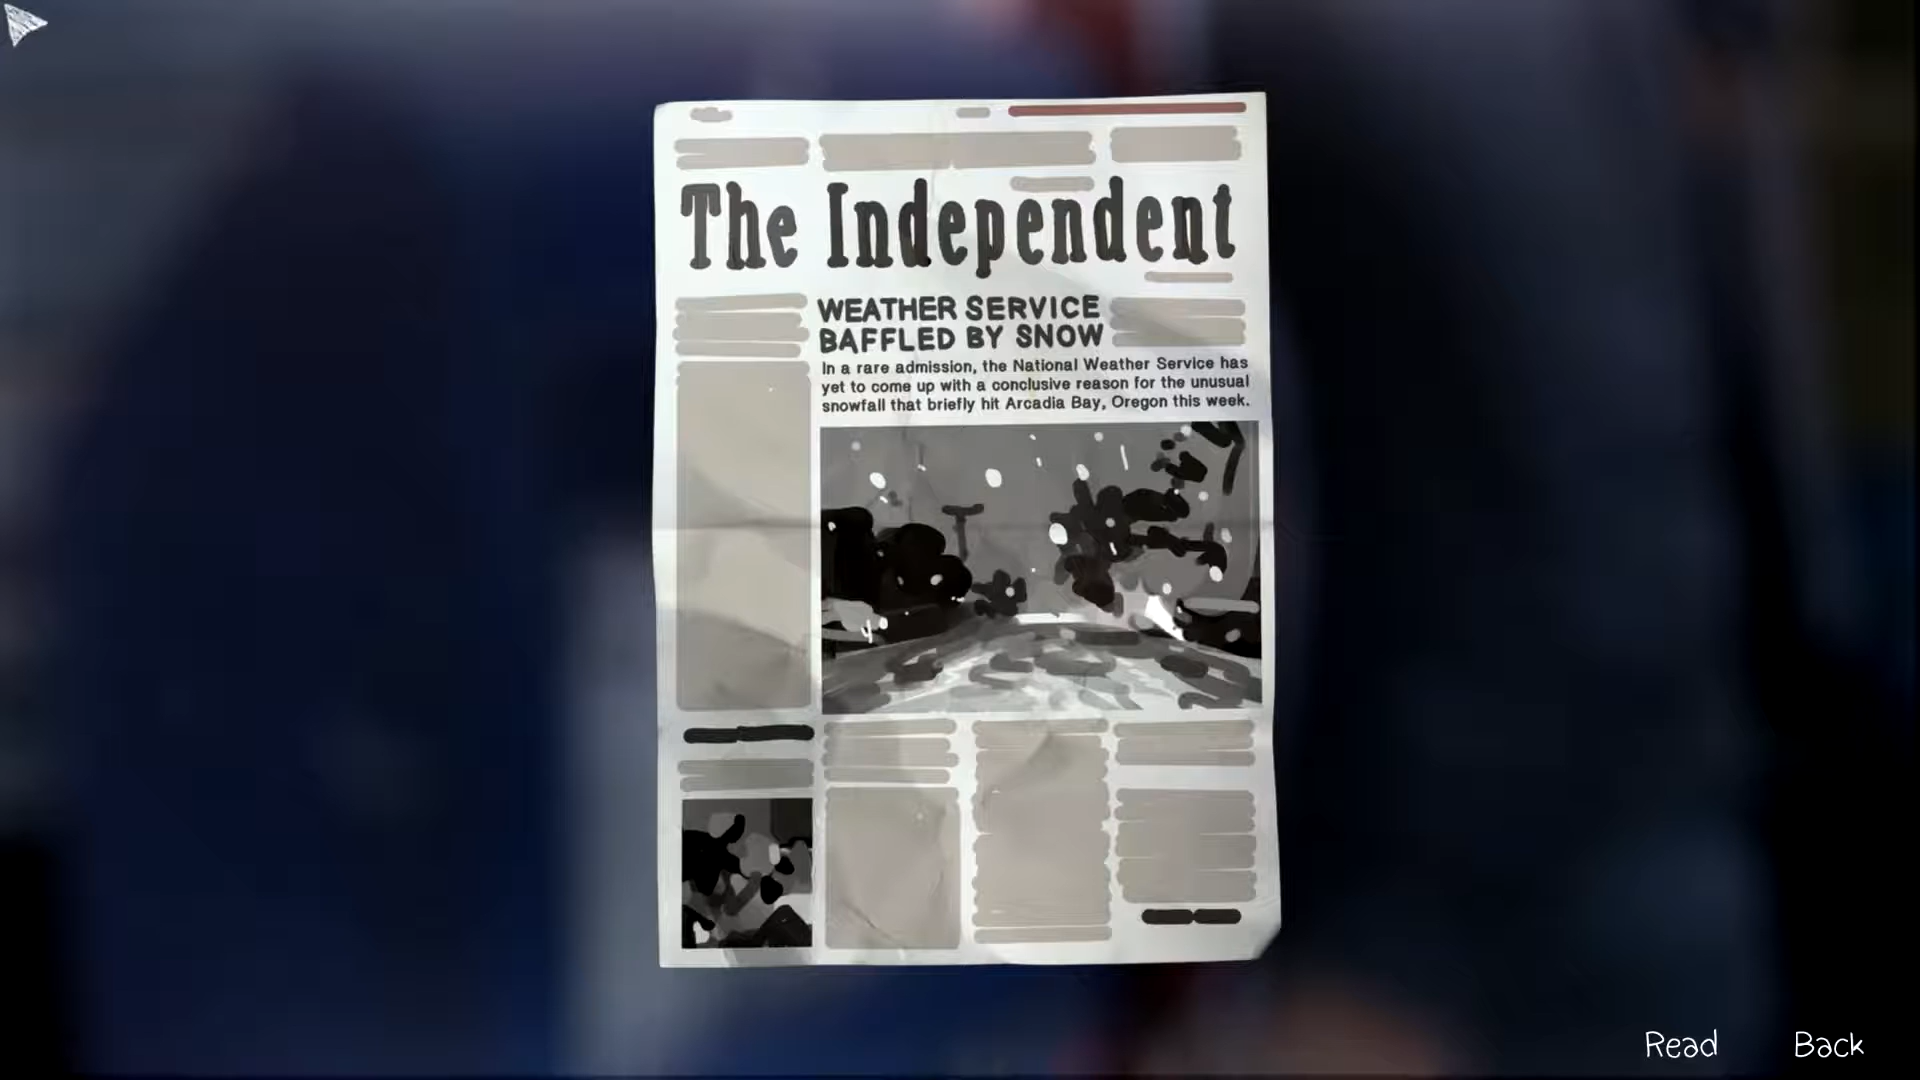 The Independent
WEATHER SERVICE
BAFFLED BY SNOW
In a rare admission, the National Weather Service has
yet to come up with a conclusive reason for the unusual
snowfall that briefly hit Arcadia Bay, Oregon this week.
Read Back